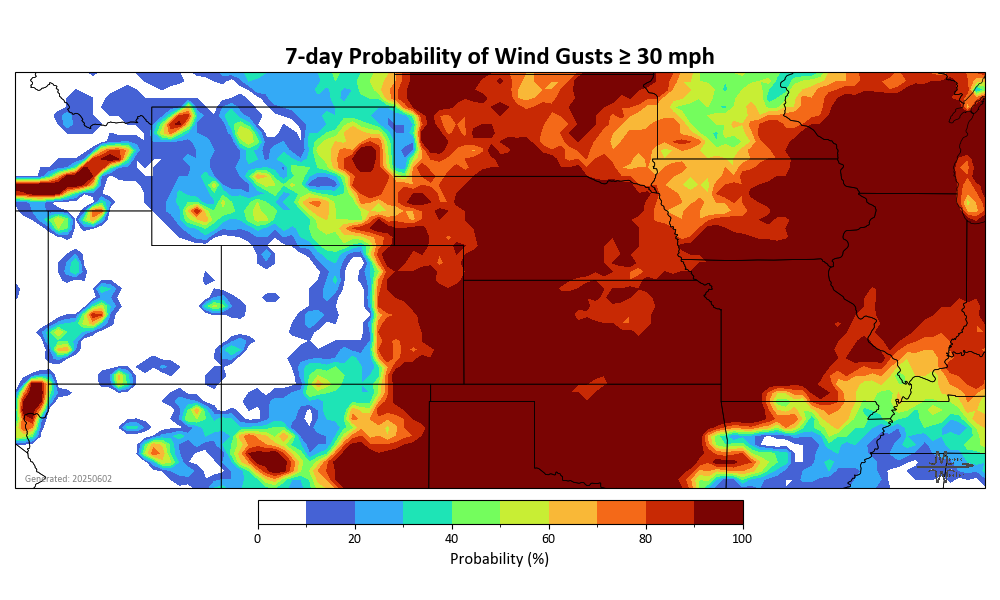 7-day Probability of Wind Gusts ≥ 30 mph
Generated: 20250602
0 20 40 60 80 100
Probability (%)